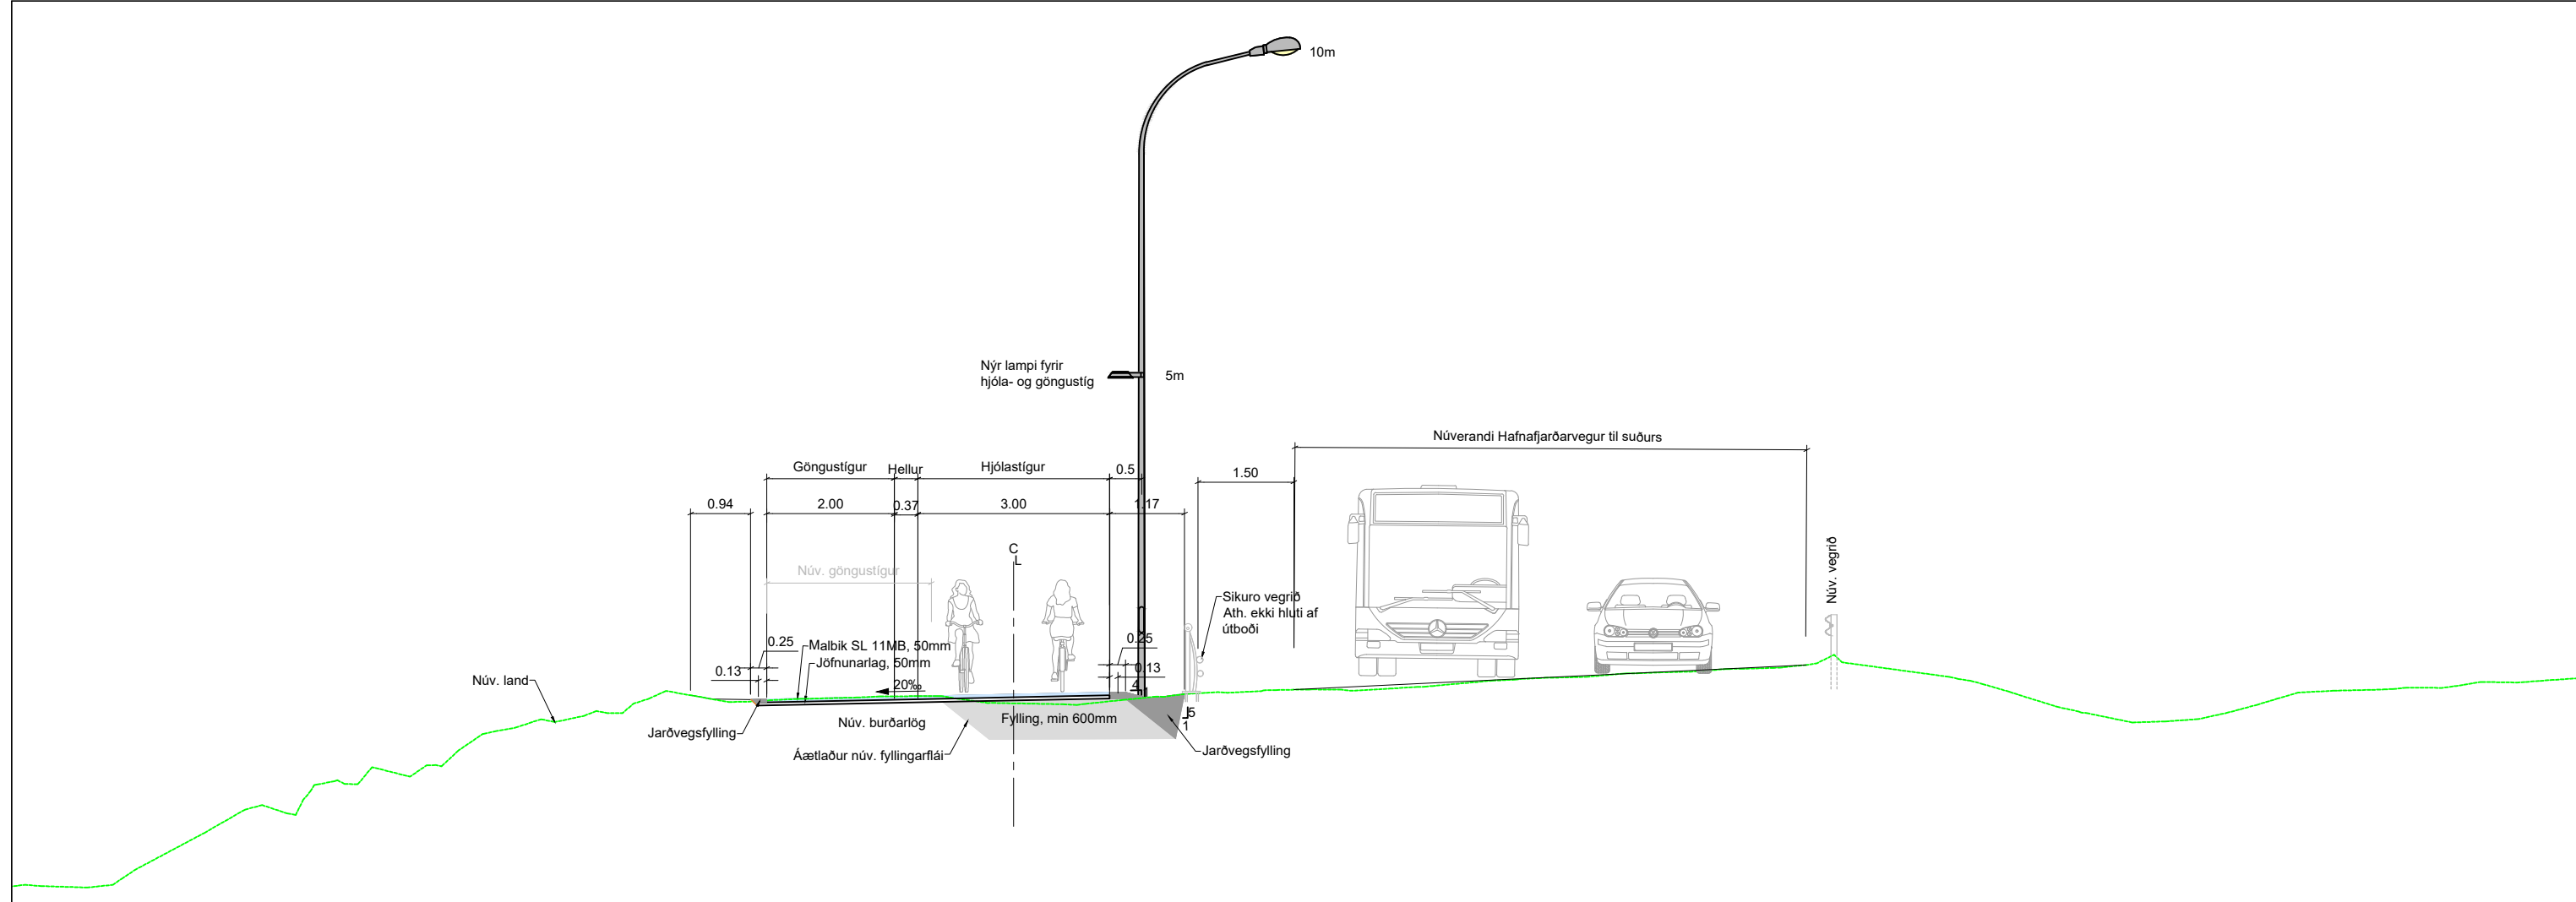 10m
Nýr lampi fyrir
hjóla- og göngustíg
5m
Núverandi Hafnafjarðarvegur til suðurs
Göngustígur
Hellur
Hjólastígur
0.5
1.50
0.94
2.00
0.37
3.00
1.17
C
L
Núv. göngustígur
Núv. vegrið
Sikuro vegrið
Ath. ekki hluti af
útboði
0.25
Malbik SL 11MB, 50mm
0.25
Jöfnunarlag, 50mm
0.13
0.13
Núv. land
20‰
4
1
Núv. burðarlög
Fylling, min 600mm
1.5
1
Jarðvegsfylling
Áætlaður núv. fyllingarflái
Jarðvegsfylling